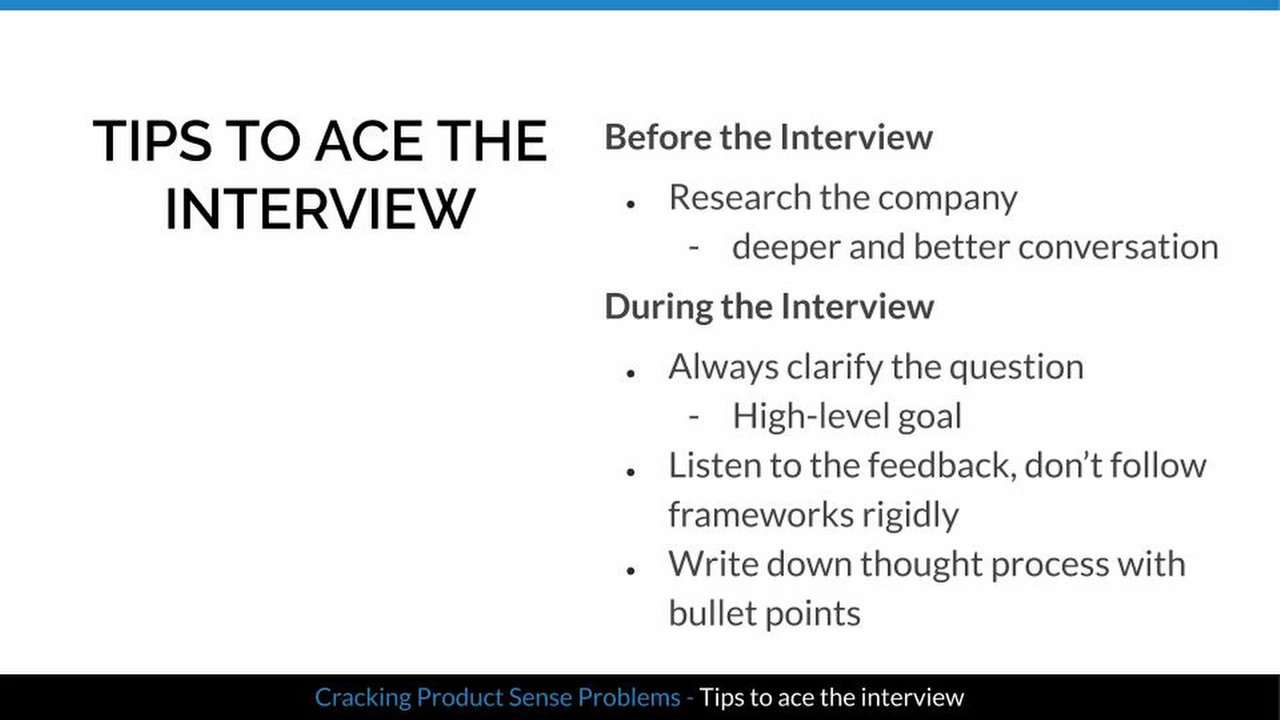 TIPS TO ACE THE
INTERVIEW
Before the Interview
• Research the company
- deeper and better conversation
During the Interview
• Always clarify the question
- High-level goal
• Listen to the feedback, don’t follow
frameworks rigidly
• Write down thought process with
bullet points
Cracking Product Sense Problems - Tips to ace the interview